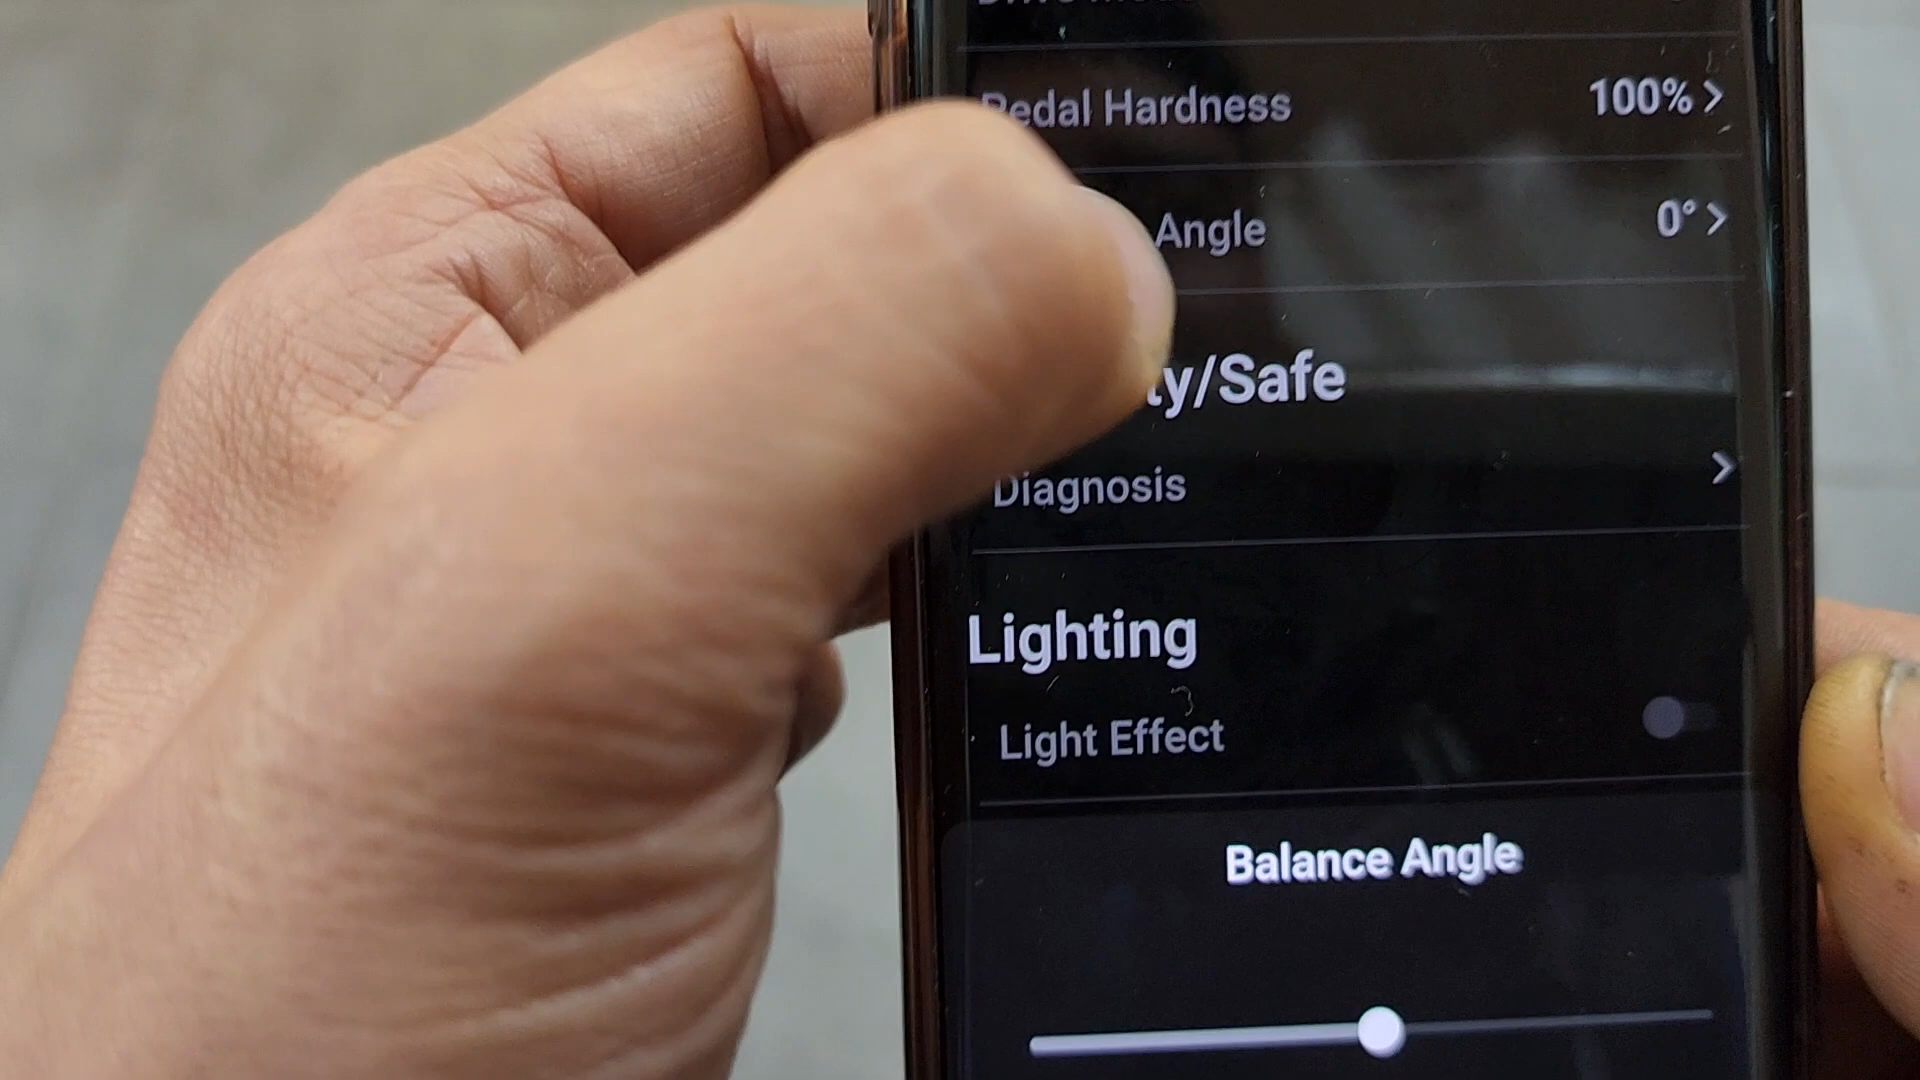 Pedal Hardness 100%
Angle 0°
ty/Safe
Diagnosis
Lighting
Light Effect
Balance Angle